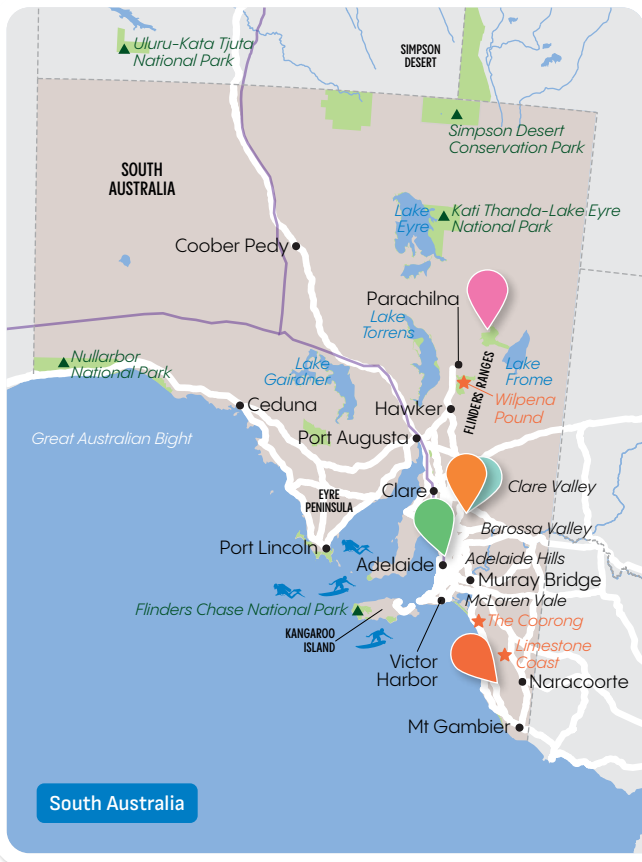 Uluru-Kata Tjuta
National Park
SIMPSON
DESERT
Simpson Desert
Conservation Park
SOUTH
AUSTRALIA
Lake
Eyre
Kati Thanda-Lake Eyre
National Park
Coober Pedy
Parachilna
Lake
Torrens
Nullarbor
National Park
Lake
Gairdner
Lake
Frome
FLINDERS RANGES
Wilpena
Pound
Ceduna
Hawker
Great Australian Bight
Port Augusta
EYRE
PENINSULA
Clare
Clare Valley
Barossa Valley
Port Lincoln
Adelaide
Adelaide Hills
Murray Bridge
McLaren Vale
Flinders Chase National Park
The Coorong
KANGAROO
ISLAND
Limestone
Coast
Victor
Harbor
Naracoorte
Mt Gambier
South Australia